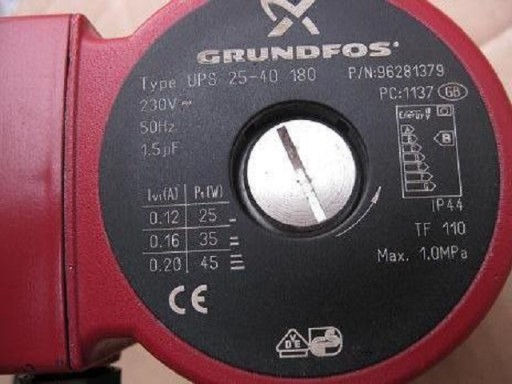 GRUNDFOS
Type UPS 25-40 180 P/N:96281379
PC:1137 GB
230V~
50Hz
1.5µF
B
I1/1(A) P1(W)
0.12 25
0.16 35
0.20 45
IP44
TF 110
Max. 1.0MPa
CE
VDE